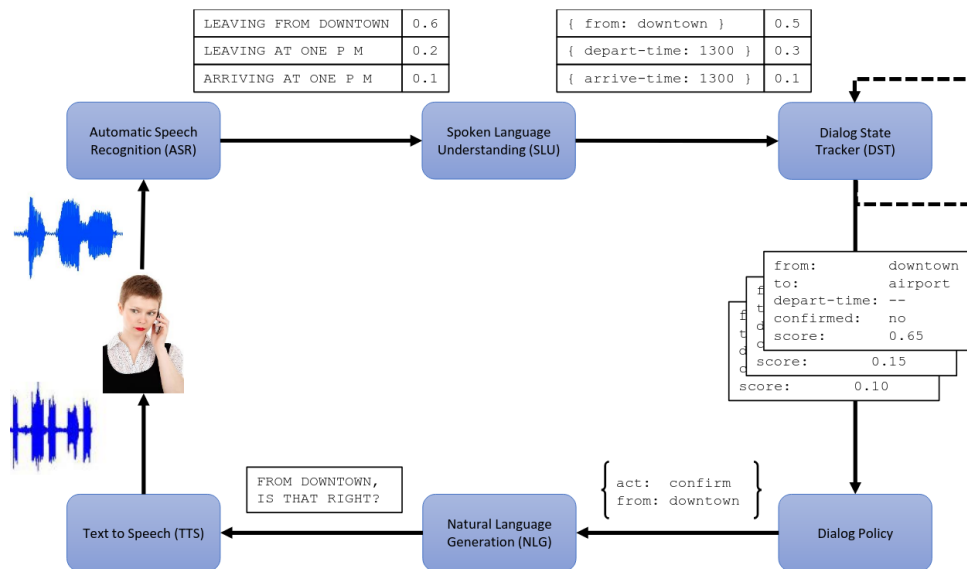 LEAVING FROM DOWNTOWN 0.6
LEAVING AT ONE P M 0.2
ARRIVING AT ONE P M 0.1
{ from: downtown } 0.5
{ depart-time: 1300 } 0.3
{ arrive-time: 1300 } 0.1
Automatic Speech
Recognition (ASR)
Spoken Language
Understanding (SLU)
Dialog State
Tracker (DST)
from: downtown
to: airport
depart-time: --
confirmed: no
score: 0.65
score: 0.15
score: 0.10
act: confirm
from: downtown
FROM DOWNTOWN,
IS THAT RIGHT?
Text to Speech (TTS)
Natural Language
Generation (NLG)
Dialog Policy